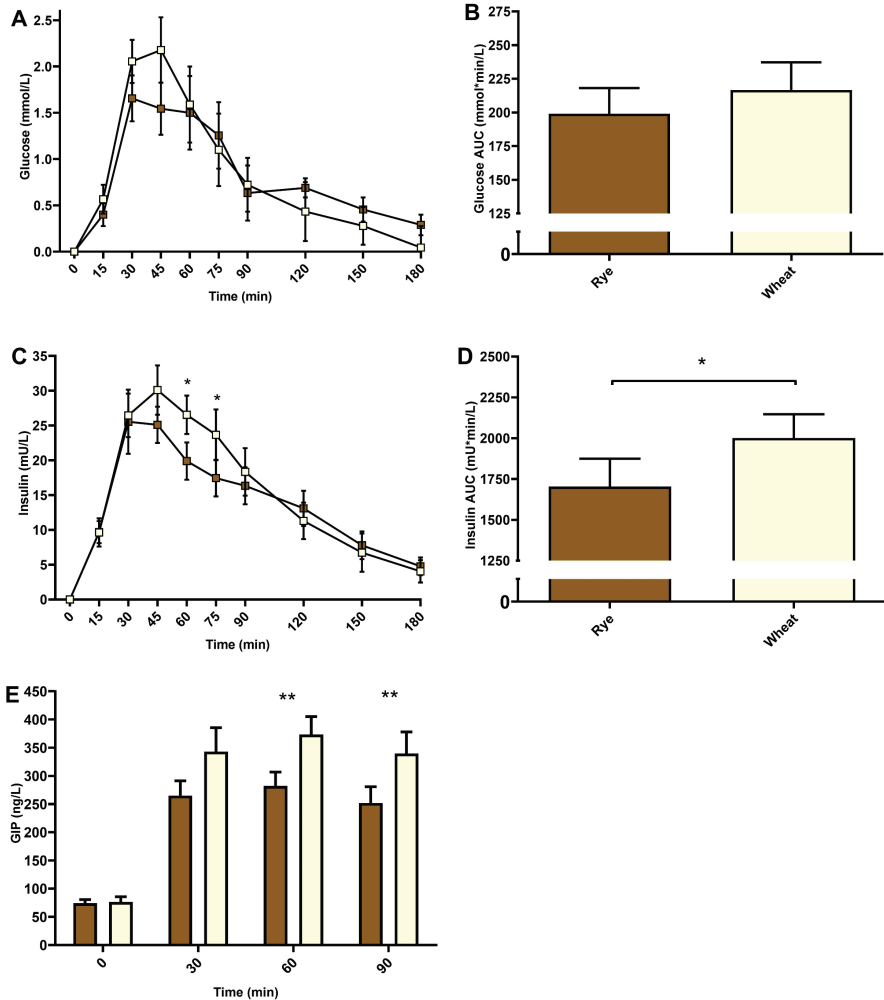 A
Glucose (mmol/L)
2.5
2.0
1.5
1.0
0.5
0.0
0 15 30 45 60 75 90 120 150 180
Time (min)
B
Glucose AUC (mmol*min/L)
275
250
225
200
175
150
125
0
Rye Wheat
C
Insulin (mU/L)
35
30
25
20
15
10
5
0
* *
0 15 30 45 60 75 90 120 150 180
Time (min)
D
Insulin AUC (mU*min/L)
2500
2250
2000
1750
1500
1250
0
*
Rye Wheat
E
GIP (ng/L)
450
400
350
300
250
200
150
100
50
0
** **
0 30 60 90
Time (min)